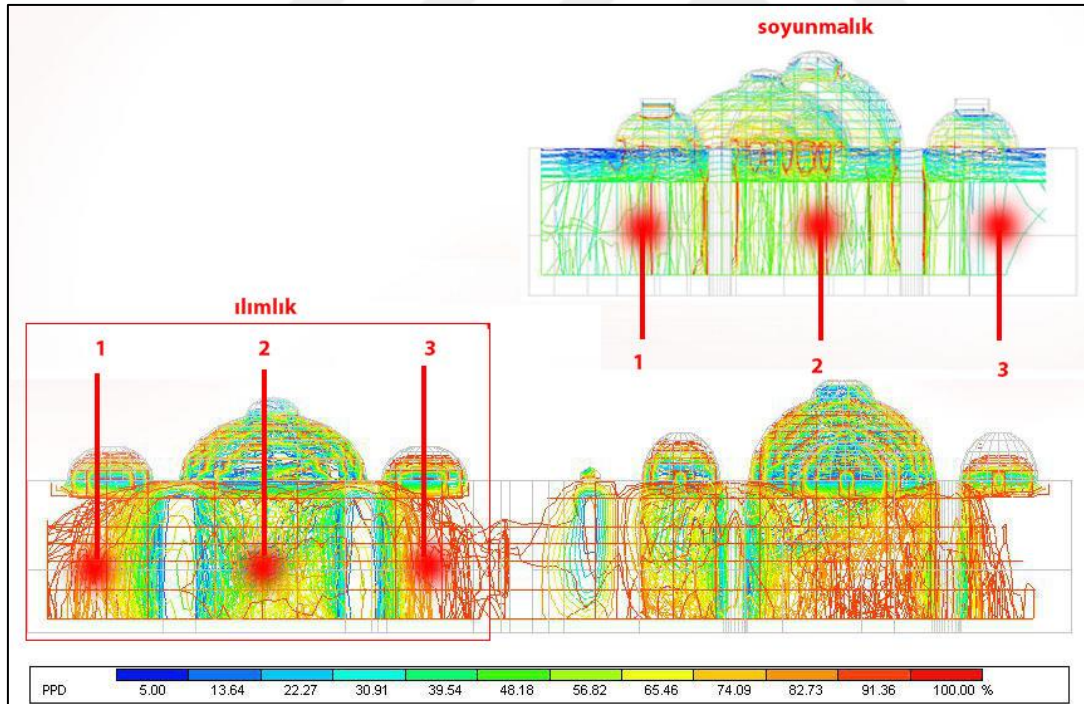 soyunmalık
ılımlık
1 2 3
1 2 3
PPD 5.00 13.64 22.27 30.91 39.54 48.18 56.82 65.46 74.09 82.73 91.36 100.00 %